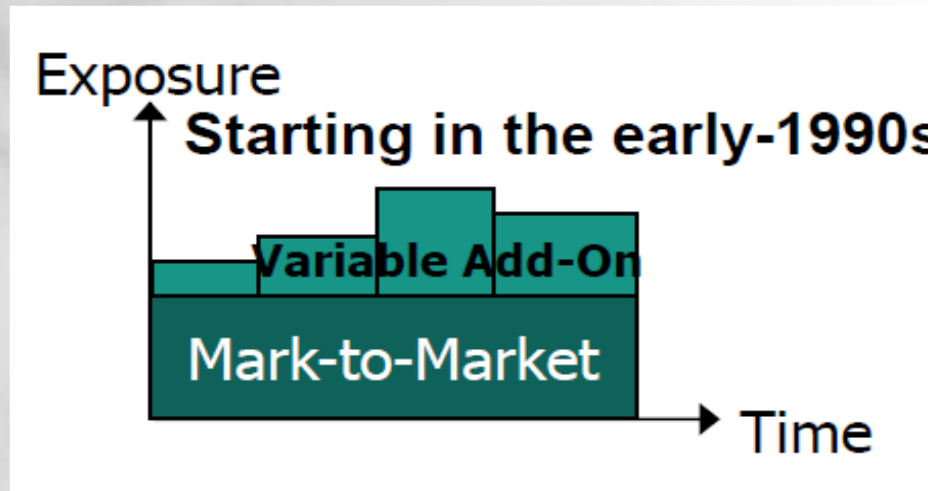 Exposure
Starting in the early-1990s
Variable Add-On
Mark-to-Market
Time